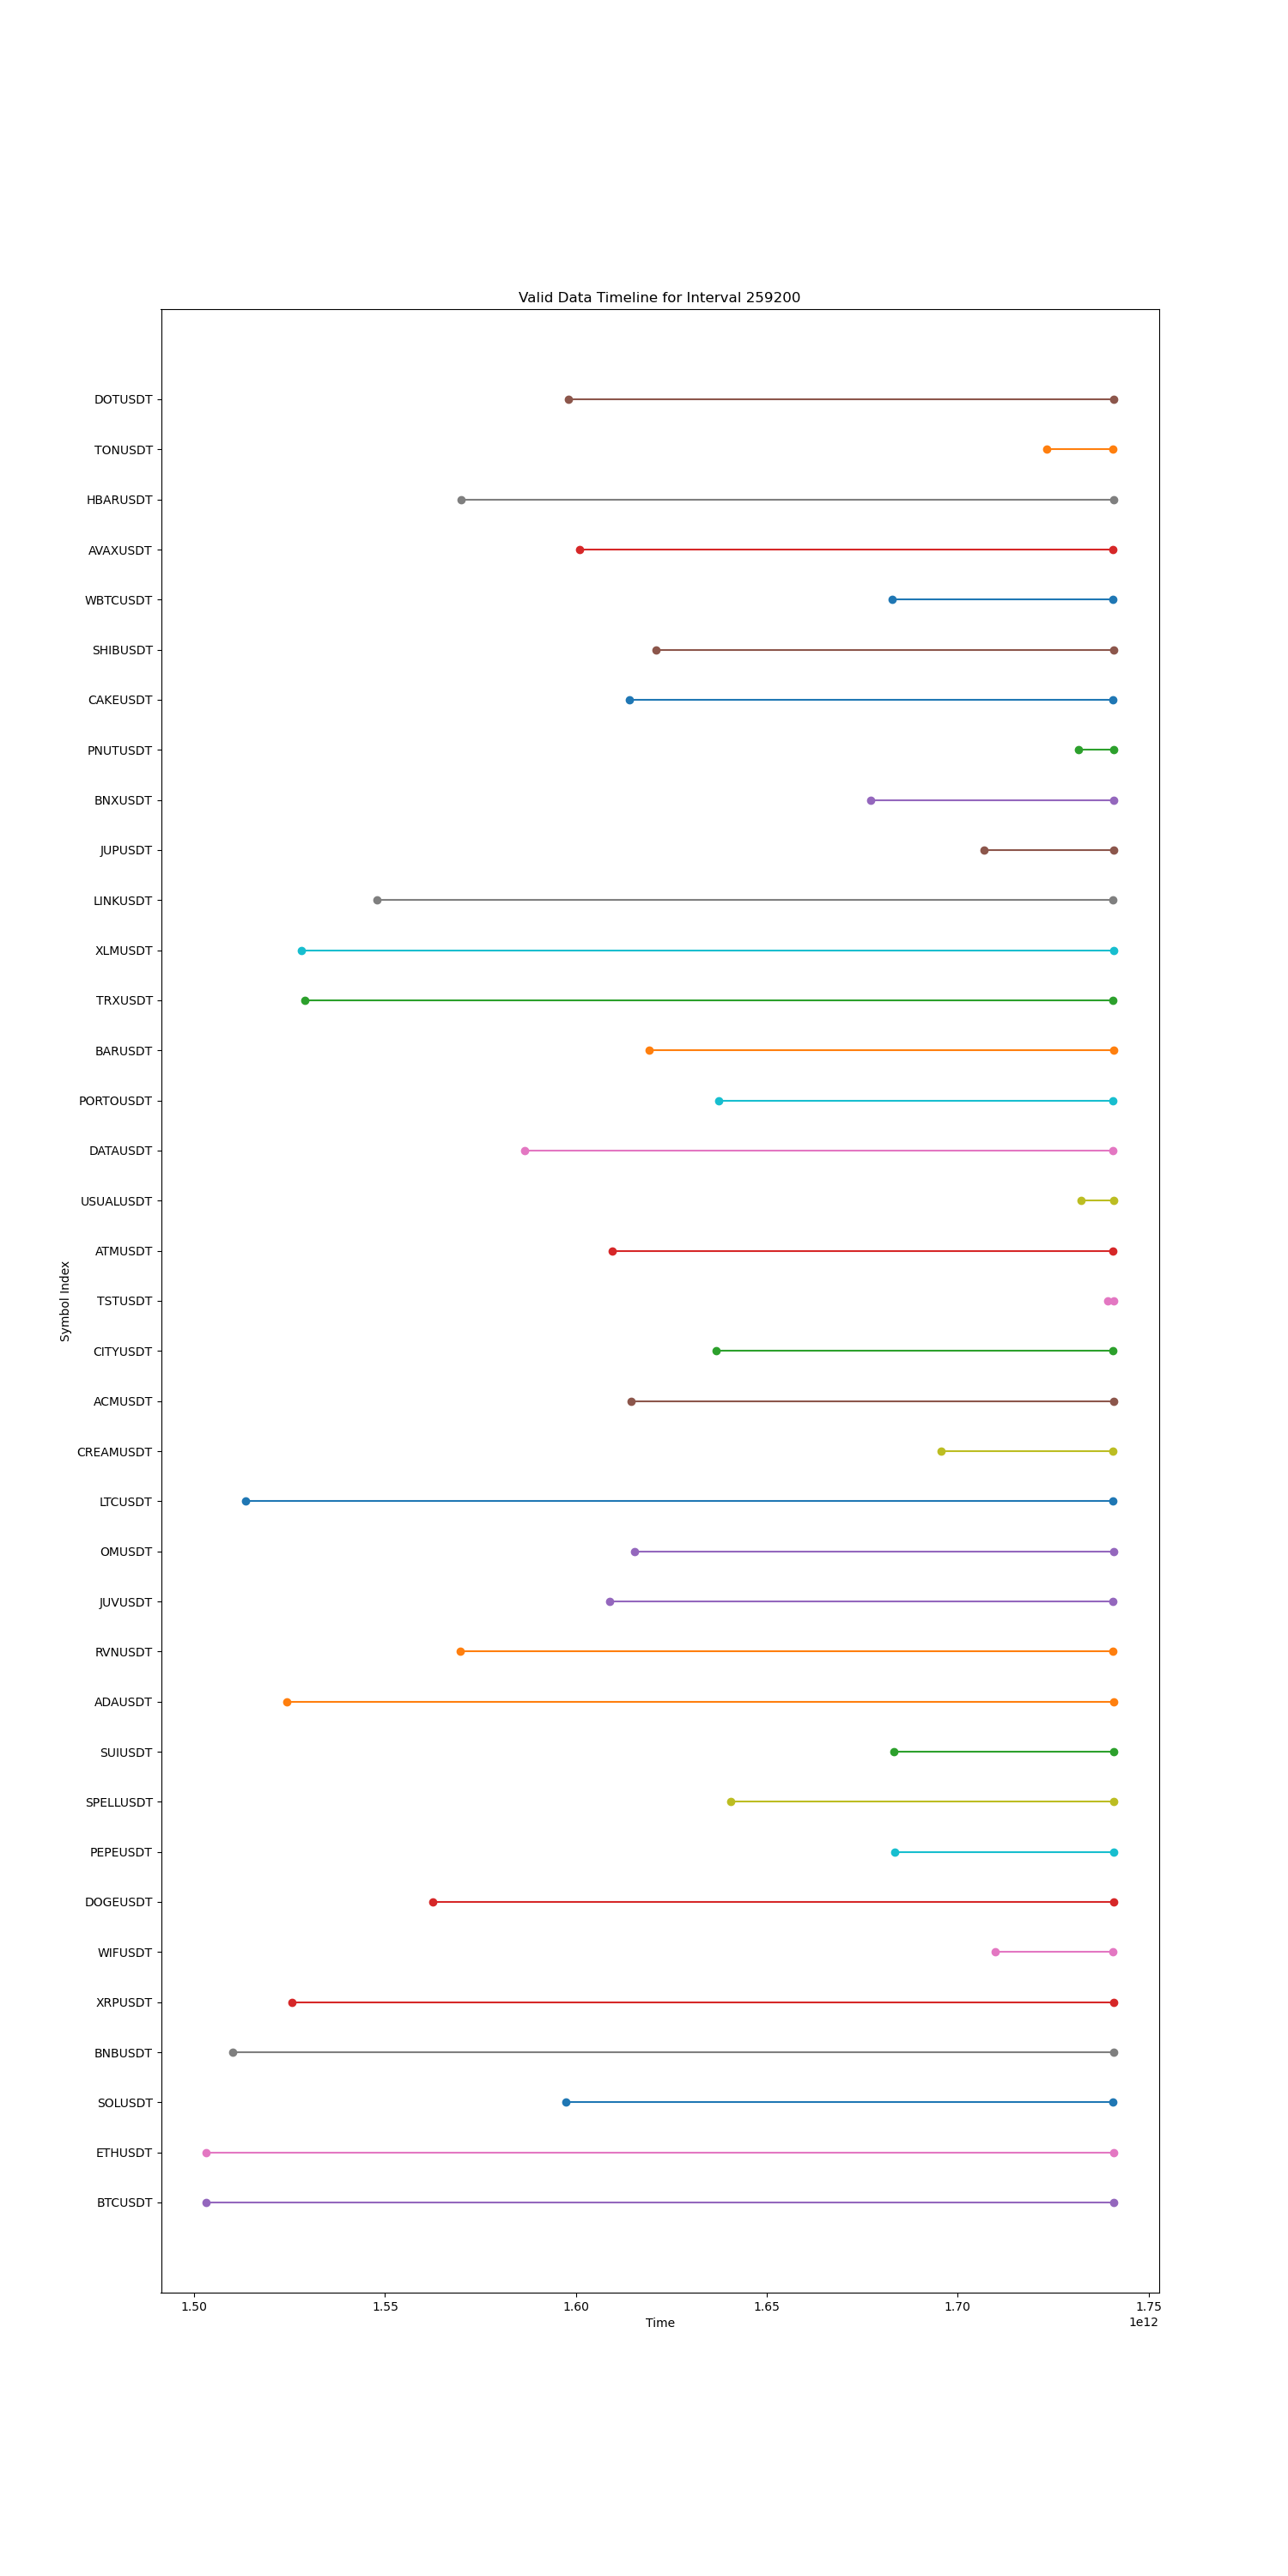 Valid Data Timeline for Interval 259200
DOTUSDT
TONUSDT
HBARUSDT
AVAXUSDT
WBTCUSDT
SHIBUSDT
CAKEUSDT
PNUTUSDT
BNXUSDT
JUPUSDT
LINKUSDT
XLMUSDT
TRXUSDT
BARUSDT
PORTOUSDT
DATAUSDT
USUALUSDT
ATMUSDT
TSTUSDT
CITYUSDT
ACMUSDT
CREAMUSDT
LTCUSDT
OMUSDT
JUVUSDT
RVNUSDT
ADAUSDT
SUIUSDT
SPELLUSDT
PEPEUSDT
DOGEUSDT
WIFUSDT
XRPUSDT
BNBUSDT
SOLUSDT
ETHUSDT
BTCUSDT
Symbol Index
1.50 1.55 1.60 1.65 1.70 1.75
Time
1e12